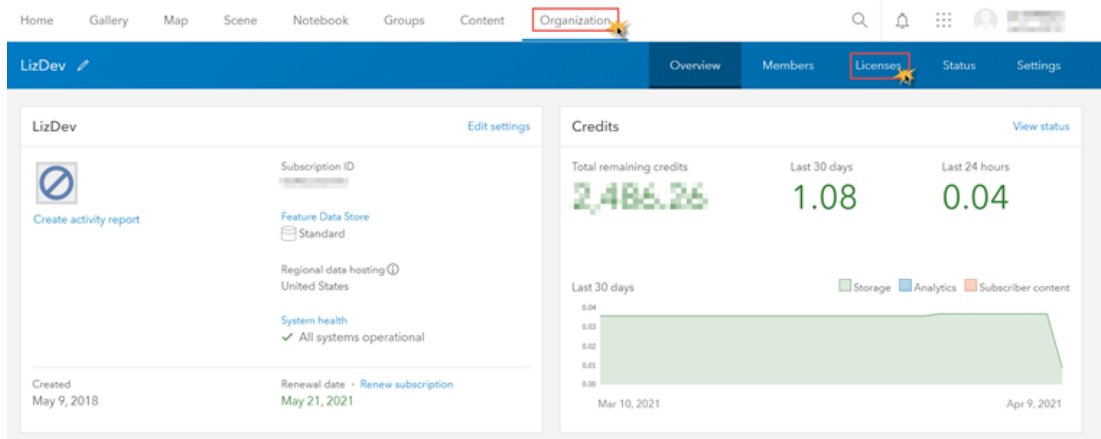 Home Gallery Map Scene Notebook Groups Content Organization
LizDev Overview Members Licenses Status Settings
LizDev Edit settings
Create activity report
Subscription ID
Feature Data Store
Standard
Regional data hosting
United States
System health
All systems operational
Created
May 9, 2018
Renewal date • Renew subscription
May 21, 2021
Credits View status
Total remaining credits Last 30 days Last 24 hours
1.08 0.04
Last 30 days Storage Analytics Subscriber content
0.04
0.03
0.02
0.01
0.00
Mar 10, 2021 Apr 9, 2021